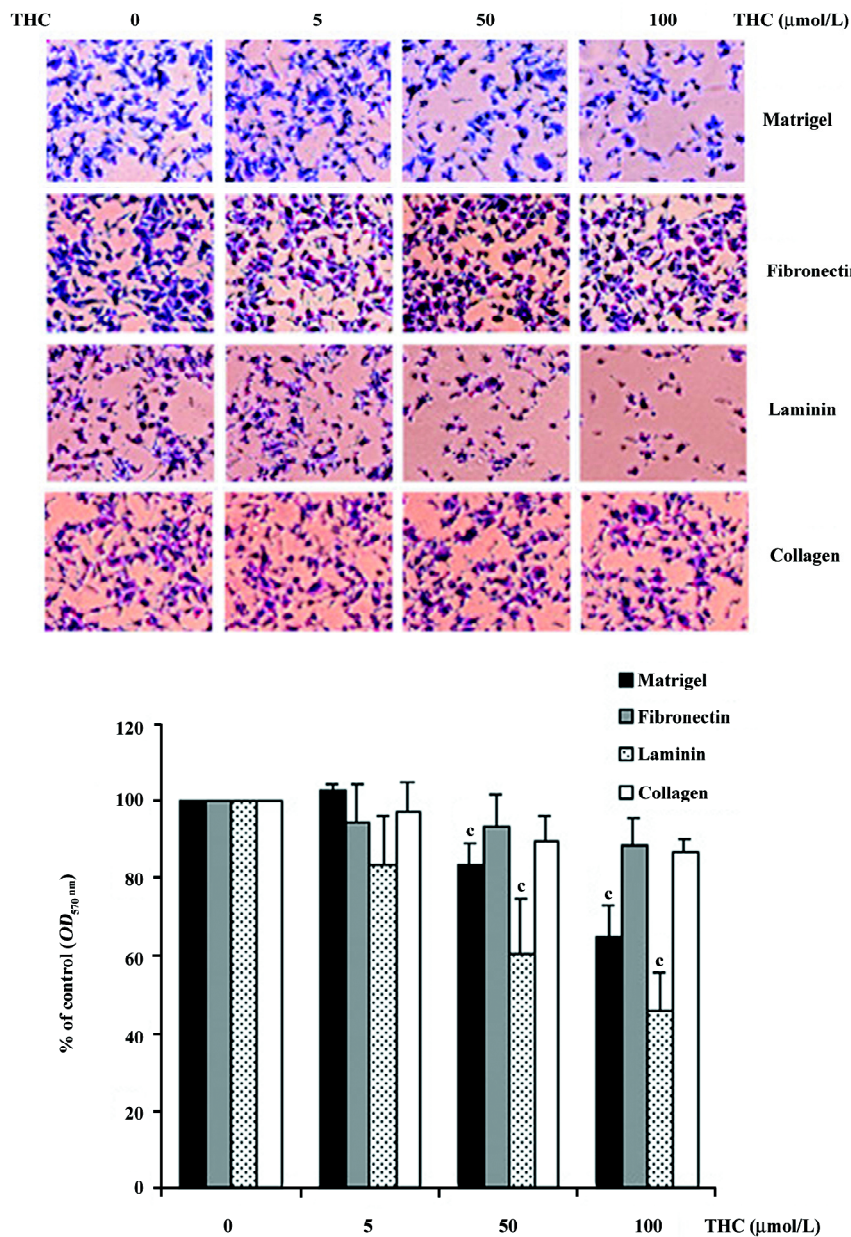 THC 0 5 50 100 THC (μmol/L)
Matrigel
Fibronectin
Laminin
Collagen
Matrigel
Fibronectin
Laminin
Collagen
120
100
80
60
40
20
0
% of control (OD570 nm)
c
c
c
c
0 5 50 100 THC (μmol/L)